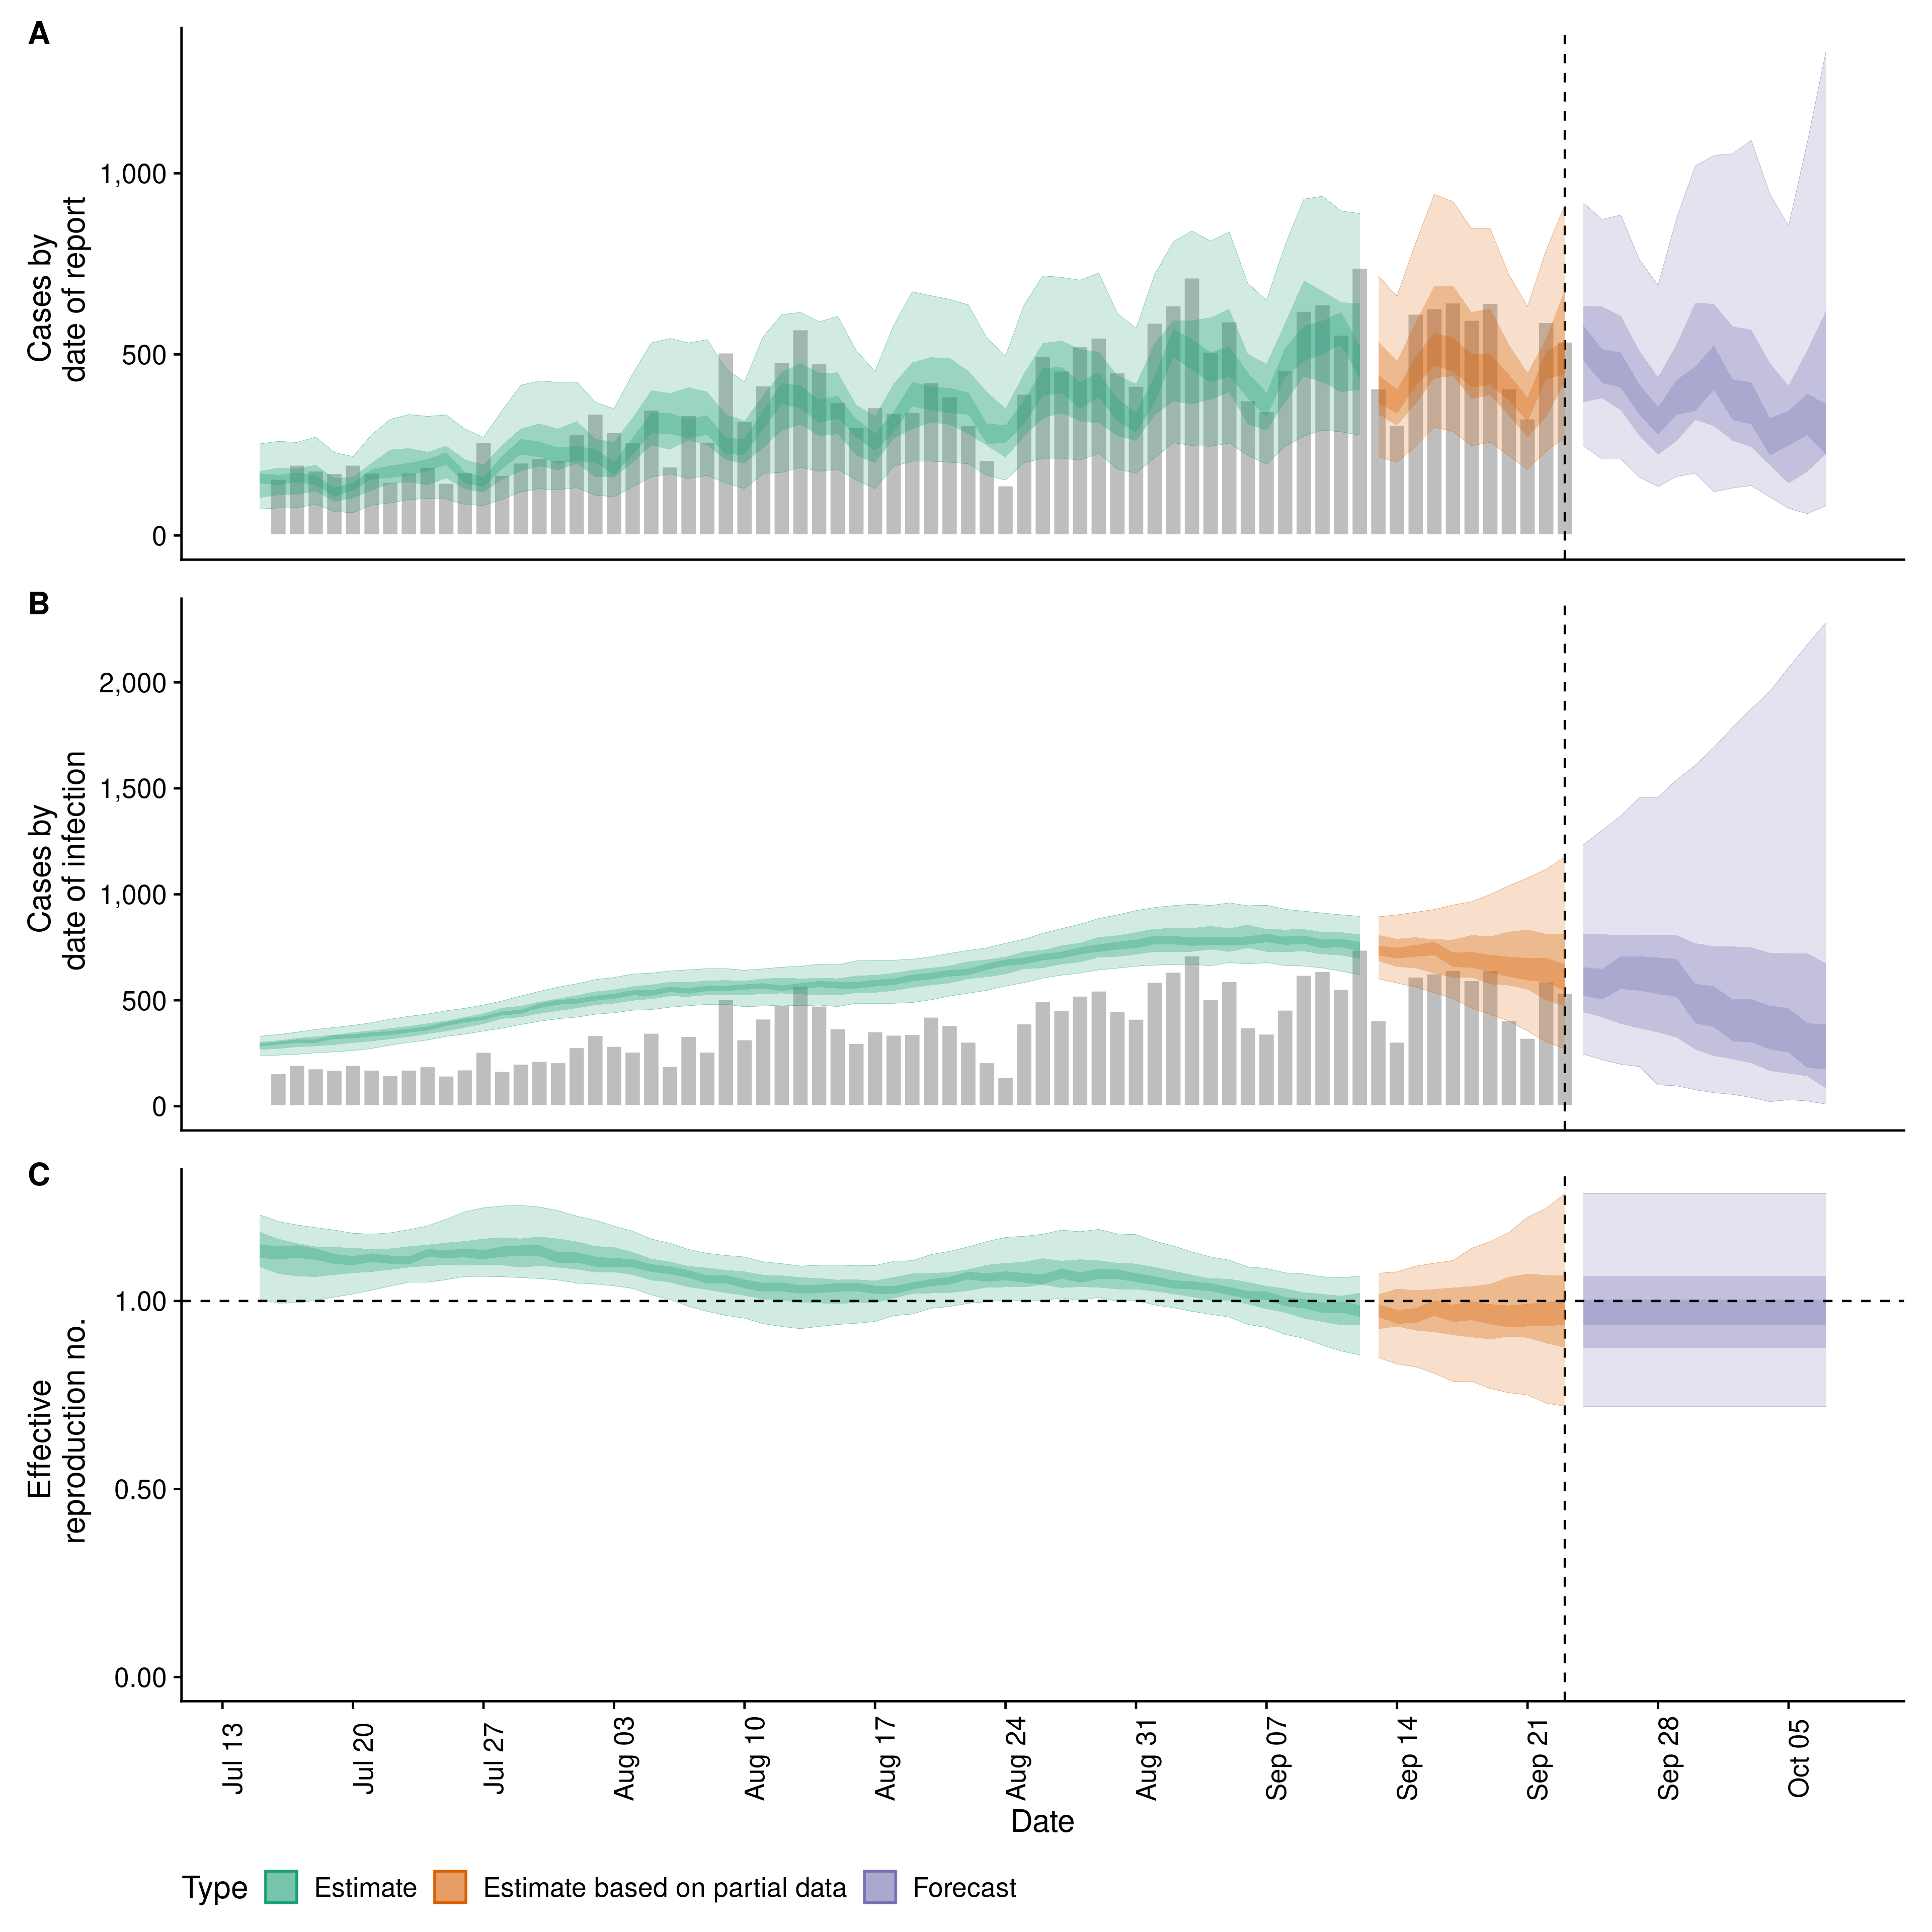 A
Cases by
date of report
1,000
500
0
B
Cases by
date of infection
2,000
1,500
1,000
500
0
C
Effective
reproduction no.
1.00
0.50
0.00
Jul 13
Jul 20
Jul 27
Aug 03
Aug 10
Aug 17
Aug 24
Aug 31
Sep 07
Sep 14
Sep 21
Sep 28
Oct 05
Date
Type Estimate Estimate based on partial data Forecast